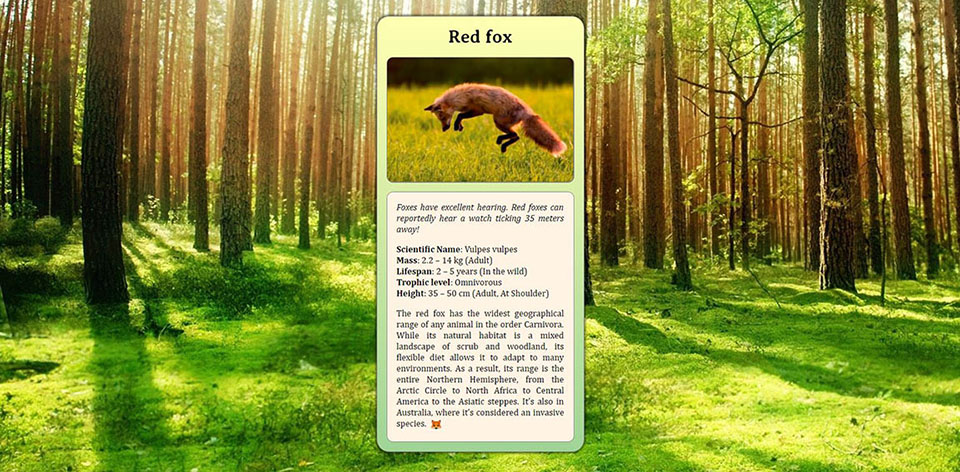 Red fox
Foxes have excellent hearing. Red foxes can
reportedly hear a watch ticking 35 meters
away!
Scientific Name: Vulpes vulpes
Mass: 2.2 – 14 kg (Adult)
Lifespan: 2 – 5 years (In the wild)
Trophic level: Omnivorous
Height: 35 – 50 cm (Adult, At Shoulder)
The red fox has the widest geographical
range of any animal in the order Carnivora.
While its natural habitat is a mixed
landscape of scrub and woodland, its
flexible diet allows it to adapt to many
environments. As a result, its range is the
entire Northern Hemisphere, from the
Arctic Circle to North Africa to Central
America to the Asiatic steppes. It's also in
Australia, where it's considered an invasive
species. 🦊